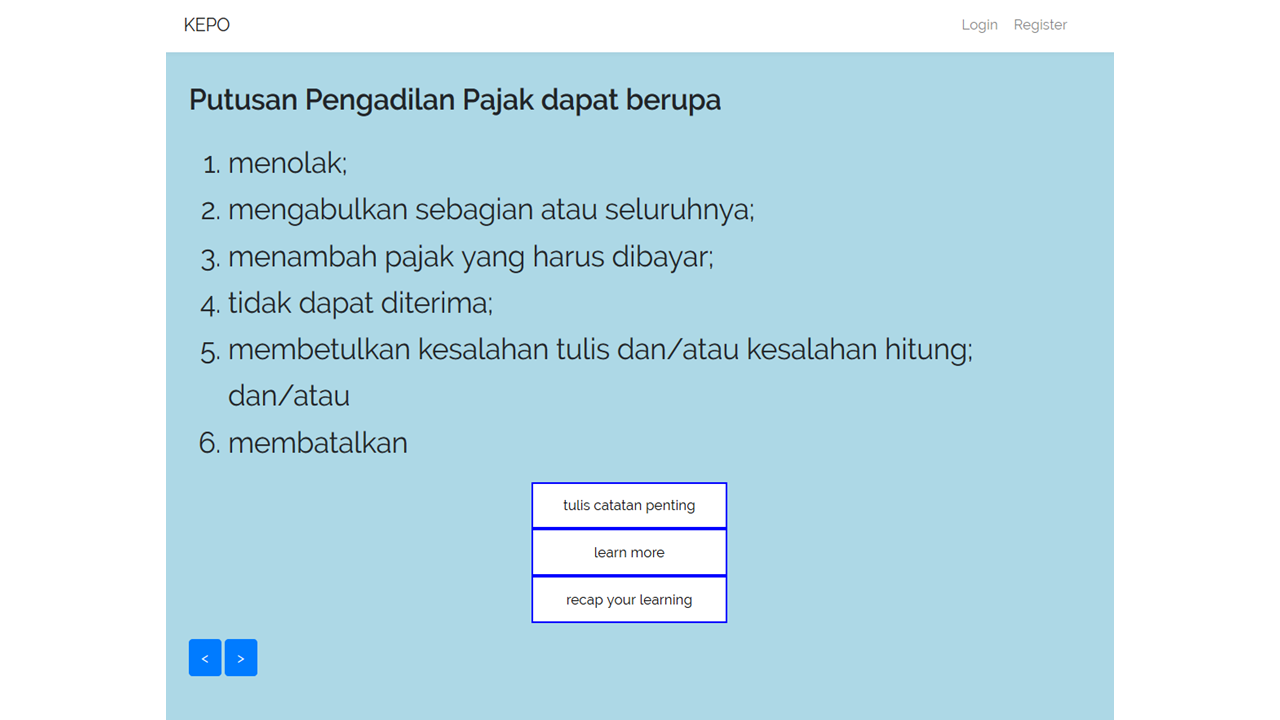 KEPO
Login Register
Putusan Pengadilan Pajak dapat berupa
1. menolak;
2. mengabulkan sebagian atau seluruhnya;
3. menambah pajak yang harus dibayar;
4. tidak dapat diterima;
5. membetulkan kesalahan tulis dan/atau kesalahan hitung;
dan/atau
6. membatalkan
tulis catatan penting
learn more
recap your learning
< >